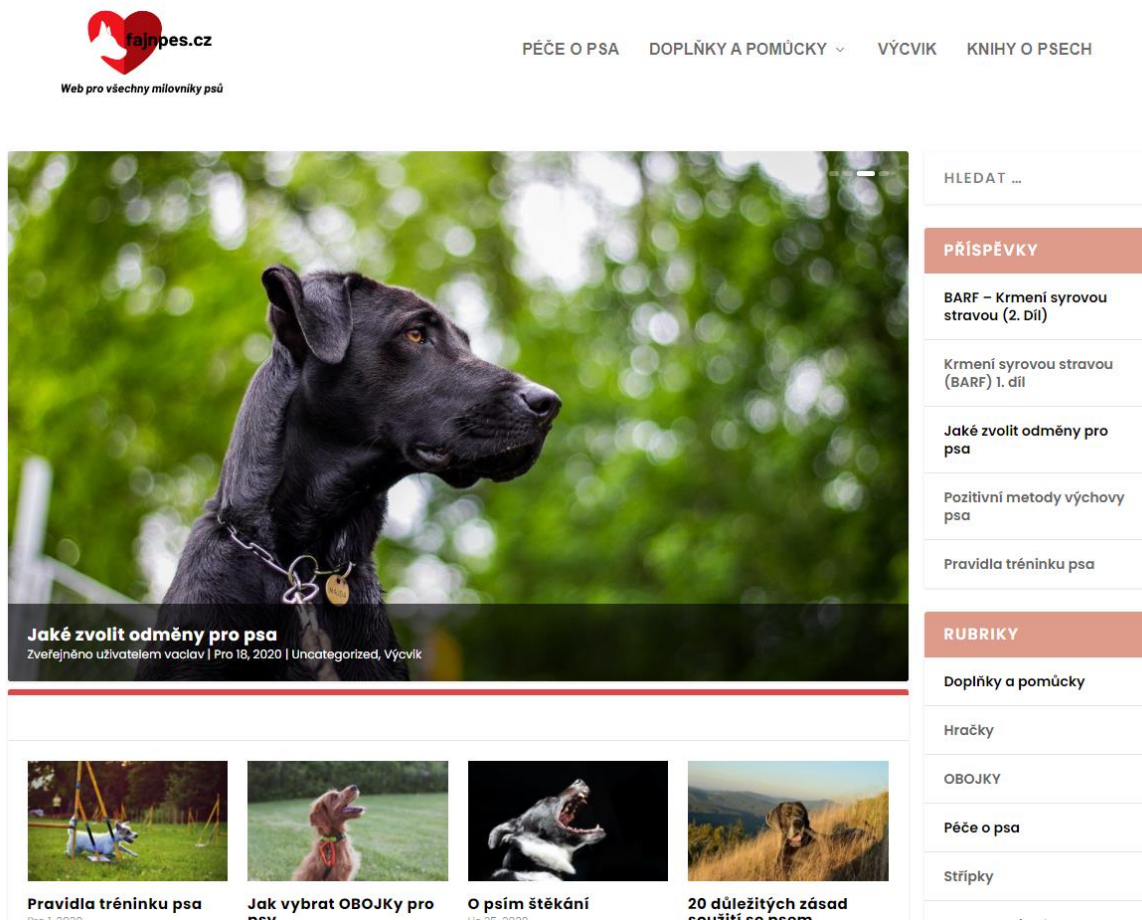 fajnpes.cz
Web pro všechny milovníky psů
PÉČE O PSA DOPLŇKY A POMŮCKY VÝCVIK KNIHY O PSECH
HLEDAT …
PŘÍSPĚVKY
BARF – Krmení syrovou
stravou (2. Díl)
Krmení syrovou stravou
(BARF) 1. díl
Jaké zvolit odměny pro
psa
Pozitivní metody výchovy
psa
Pravidla tréninku psa
Jaké zvolit odměny pro psa
Zveřejněno uživatelem vaclav | Pro 18, 2020 | Uncategorized, Výcvik
RUBRIKY
Doplňky a pomůcky
Hračky
OBOJKY
Péče o psa
Střípky
Pravidla tréninku psa
Jak vybrat OBOJKy pro
psy
O psím štěkání
20 důležitých zásad
soužití se psem